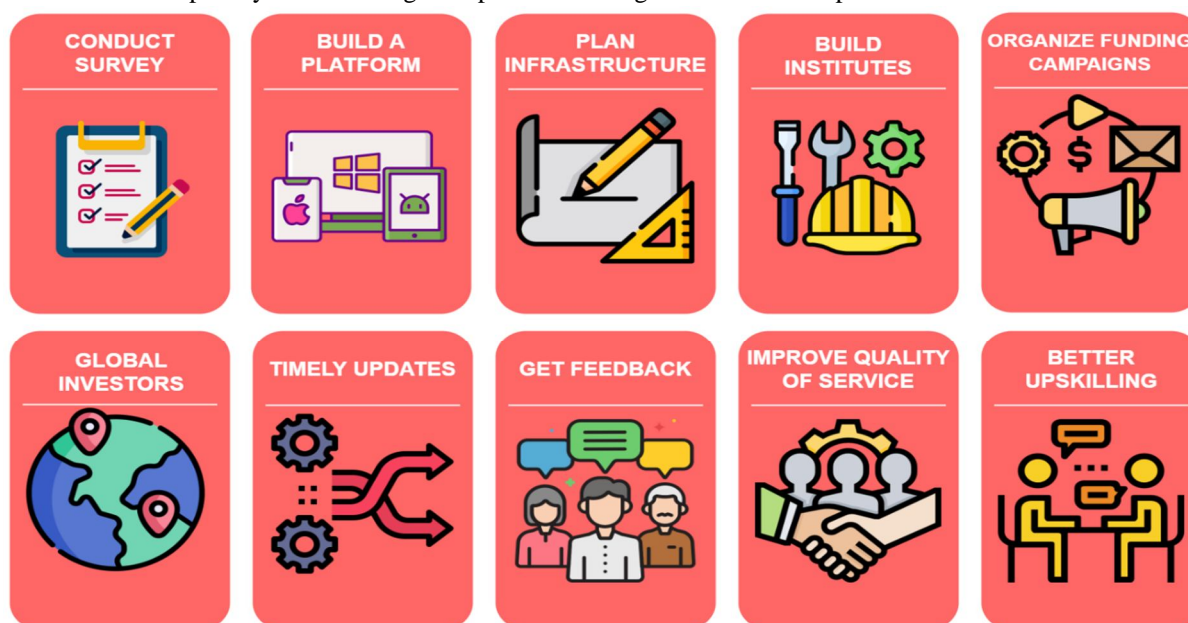 CONDUCT
SURVEY
BUILD A
PLATFORM
PLAN
INFRASTRUCTURE
BUILD
INSTITUTES
ORGANIZE FUNDING
CAMPAIGNS
$
GLOBAL
INVESTORS
TIMELY UPDATES
GET FEEDBACK
IMPROVE QUALITY
OF SERVICE
BETTER
UPSKILLING